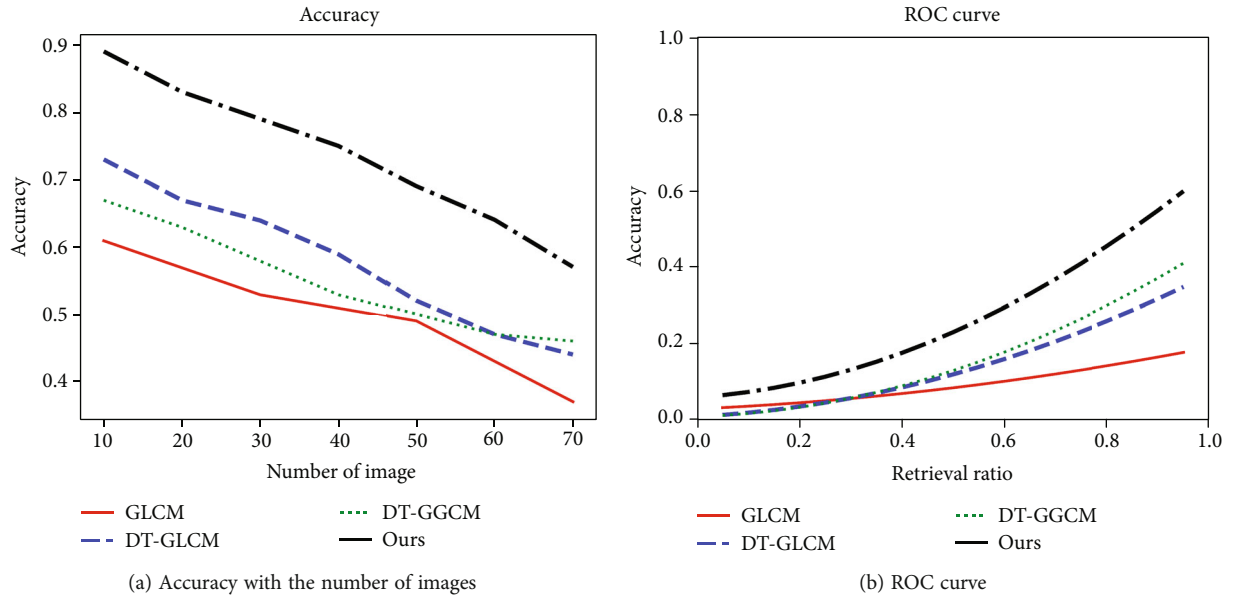 Accuracy
0.9
0.8
0.7
0.6
0.5
0.4
Accuracy
10 20 30 40 50 60 70
Number of image
GLCM DT-GGCM
DT-GLCM Ours
(a) Accuracy with the number of images
ROC curve
1.0
0.8
0.6
0.4
0.2
0.0
Accuracy
0.0 0.2 0.4 0.6 0.8 1.0
Retrieval ratio
GLCM DT-GGCM
DT-GLCM Ours
(b) ROC curve